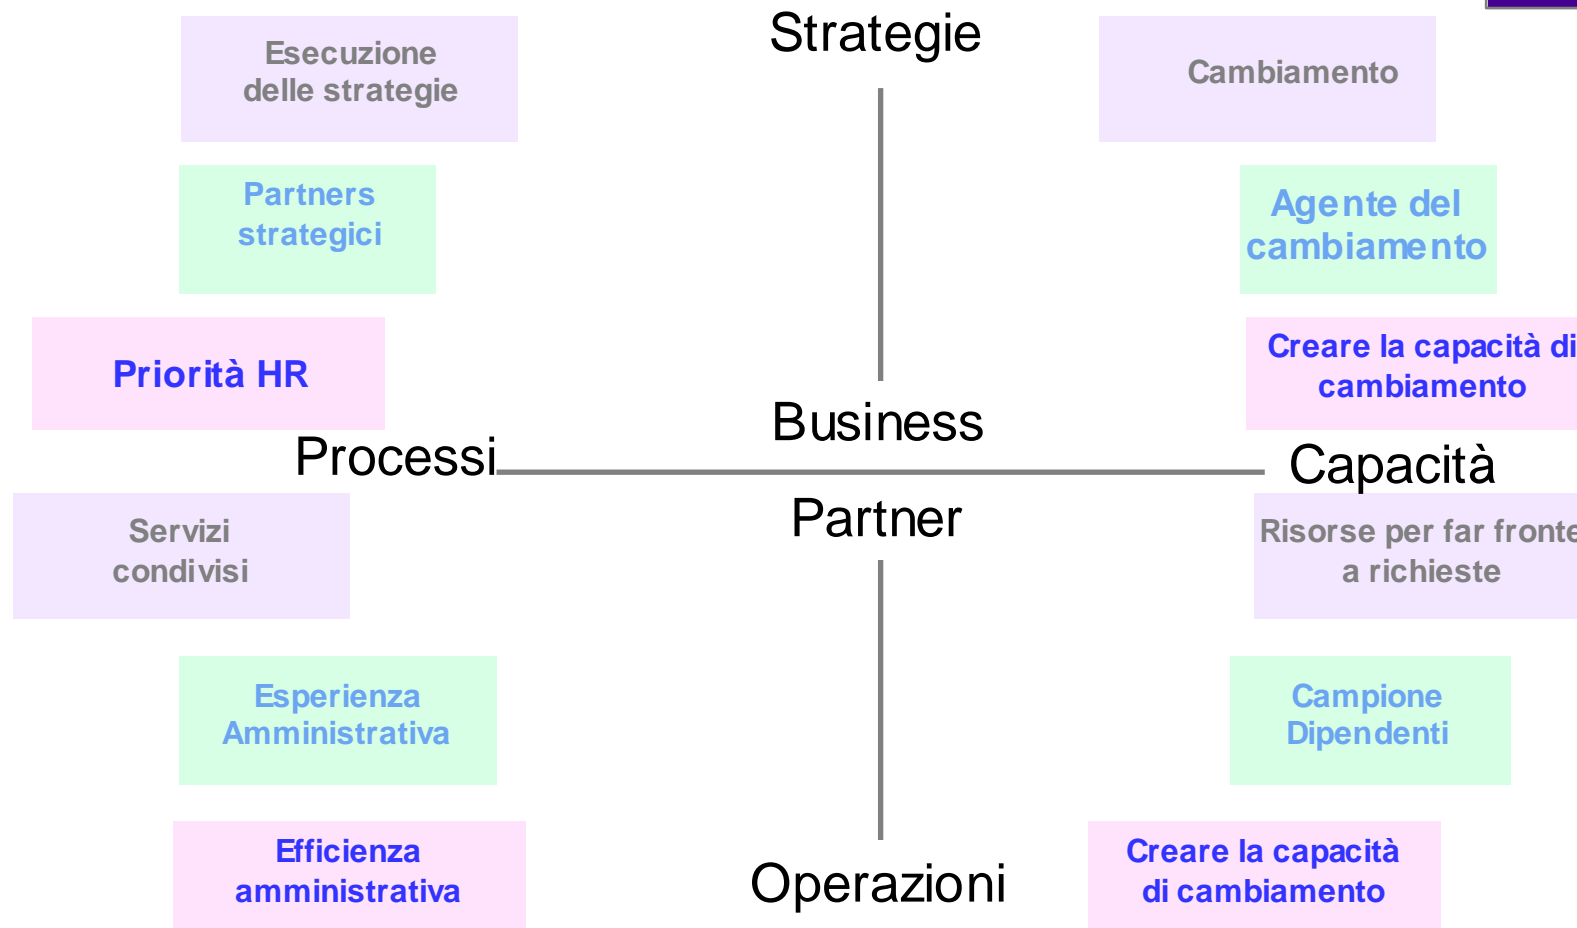 Strategie
Esecuzione
delle strategie
Cambiamento
Partners
strategici
Agente del
cambiamento
Priorità HR
Creare la capacità di
cambiamento
Business
Processi
Capacità
Partner
Servizi
condivisi
Risorse per far fronte
a richieste
Esperienza
Amministrativa
Campione
Dipendenti
Efficienza
amministrativa
Operazioni
Creare la capacità
di cambiamento